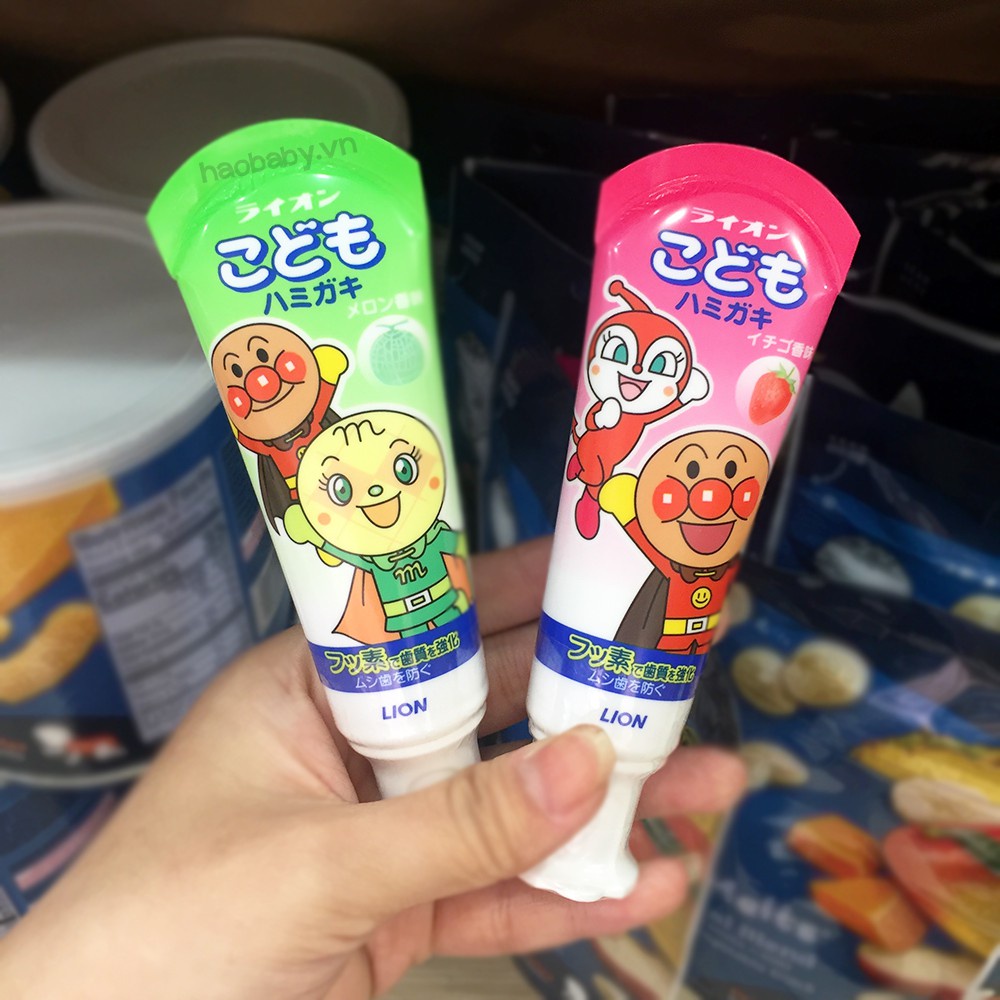 haobaby.vn
ライオン
こども
ハミガキ
メロン香味
m
フッ素で歯質を強化
ムシ歯を防ぐ
LION
ライオン
こども
ハミガキ
イチゴ香味
フッ素で歯質を強化
ムシ歯を防ぐ
LION